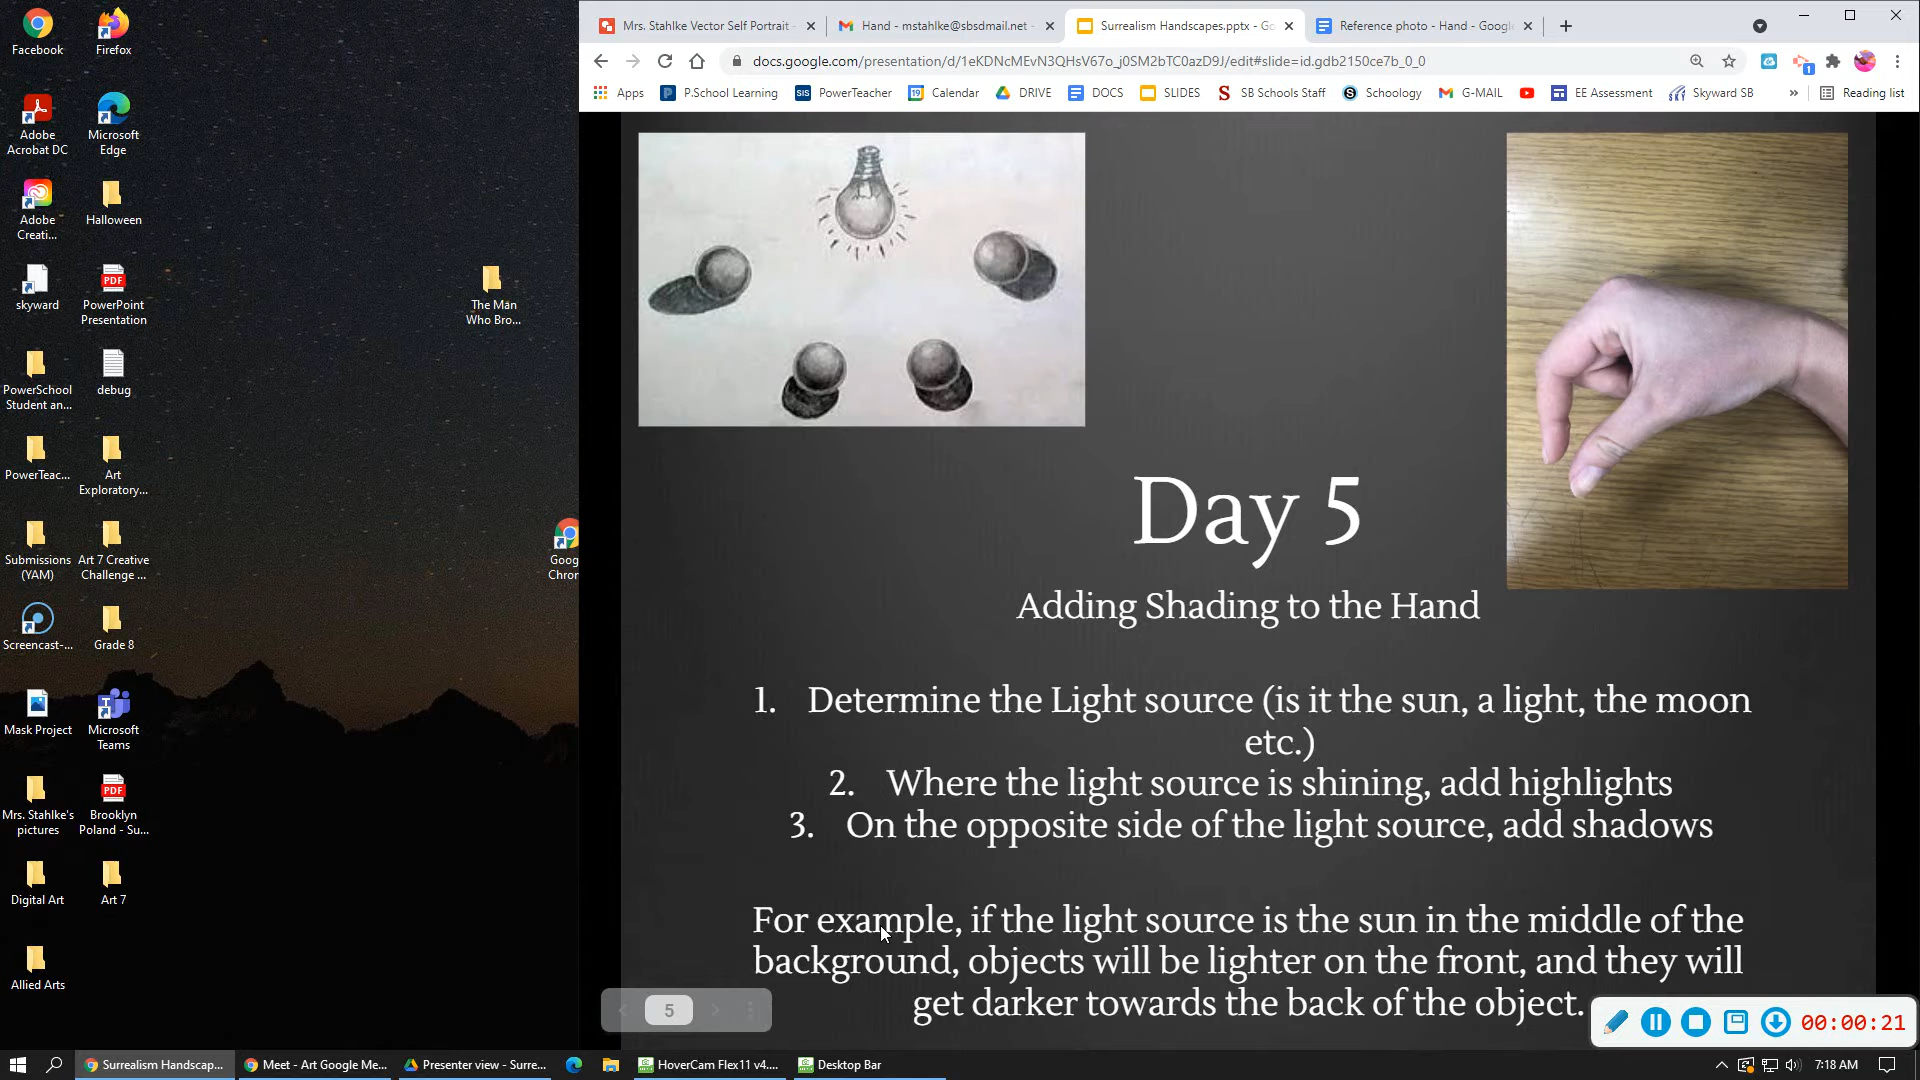 Facebook
Firefox
Adobe
Acrobat DC
Microsoft
Edge
Adobe
Creati...
Halloween
skyward
PDF
PowerPoint
Presentation
The Man
Who Bro...
PowerSchool
Student an...
debug
PowerTeac...
Art
Exploratory...
Submissions
(YAM)
Art 7 Creative
Challenge ...
Goog
Chron
Screencast-...
Grade 8
Mask Project
Microsoft
Teams
Mrs. Stahlke's
pictures
PDF
Brooklyn
Poland - Su...
Digital Art
Art 7
Allied Arts
Mrs. Stahlke Vector Self Portrait -
Hand - mstahlke@sbsdmail.net -
Surrealism Handscapes.pptx - Go
Reference photo - Hand - Google
docs.google.com/presentation/d/1eKDNcMEvN3QHsV67o_j0SM2bTC0azD9J/edit#slide=id.gdb2150ce7b_0_0
1
Apps
P.School Learning
SIS PowerTeacher
19 Calendar
DRIVE
DOCS
SLIDES
SB Schools Staff
Schoology
G-MAIL
EE Assessment
Skyward SB
Reading list
Day 5
Adding Shading to the Hand
1. Determine the Light source (is it the sun, a light, the moon
etc.)
2. Where the light source is shining, add highlights
3. On the opposite side of the light source, add shadows
For example, if the light source is the sun in the middle of the
background, objects will be lighter on the front, and they will
get darker towards the back of the object.
5
00:00:21
Surrealism Handscap...
Meet - Art Google Me...
Presenter view - Surre...
HoverCam Flex11 v4....
Desktop Bar
7:18 AM